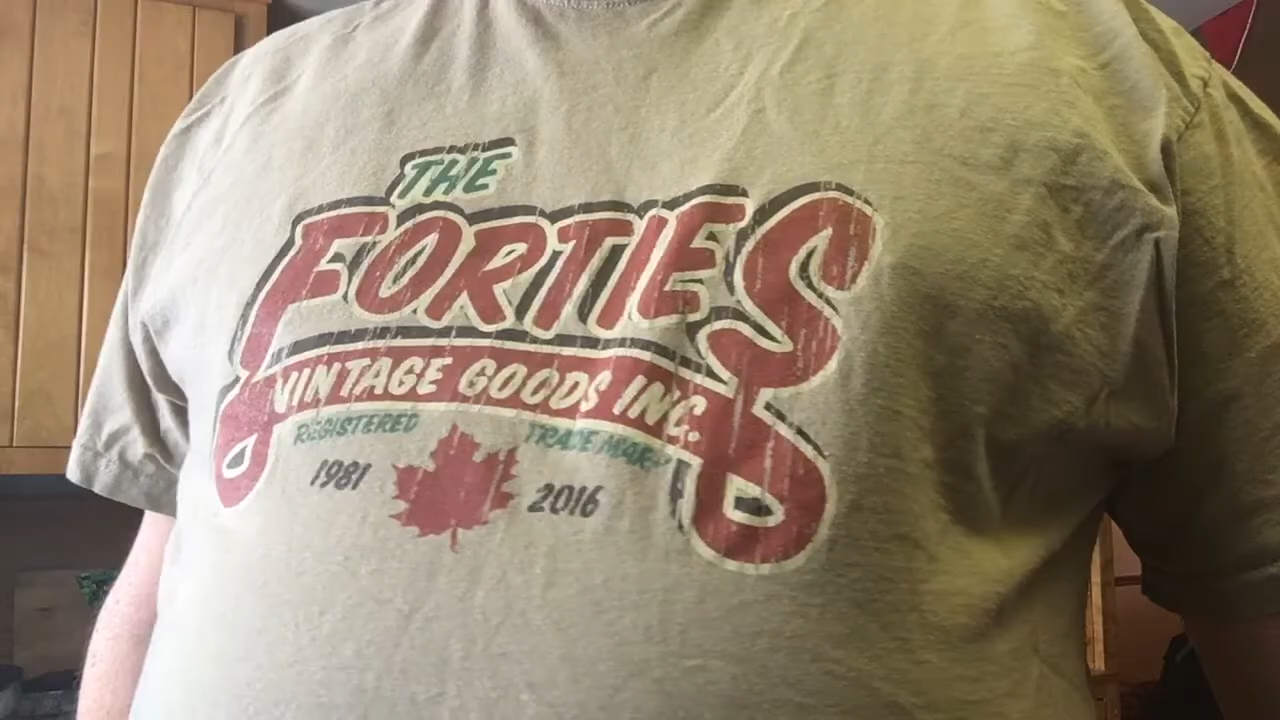 THE
FORTIES
VINTAGE GOODS INC.
REGISTERED TRADE MARK
1981 2016